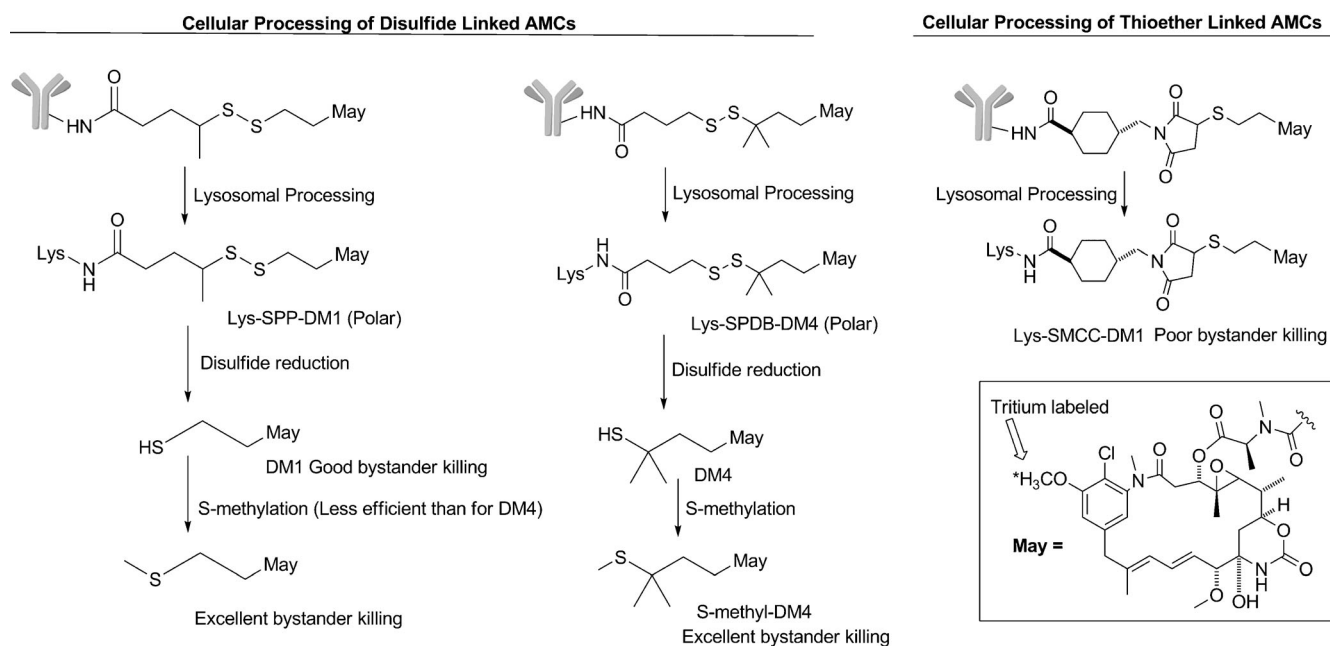 Cellular Processing of Disulfide Linked AMCs
Cellular Processing of Thioether Linked AMCs
HN
O
S
S
May
HN
O
S
S
May
HN
O
N
O
O
S
May
Lysosomal Processing
Lysosomal Processing
Lysosomal Processing
Lys
N
H
O
S
S
May
Lys
H
N
O
S
S
May
Lys
N
H
O
N
O
O
S
May
Lys-SPP-DM1 (Polar)
Lys-SPDB-DM4 (Polar)
Lys-SMCC-DM1 Poor bystander killing
Disulfide reduction
Disulfide reduction
HS
May
DM1 Good bystander killing
HS
May
DM4
S-methylation (Less efficient than for DM4)
S-methylation
S
May
Excellent bystander killing
S
May
S-methyl-DM4
Excellent bystander killing
Tritium labeled
*H3CO
Cl
N
O
O
O
N
O
O
H
O
N
H
O
O
OH
May =